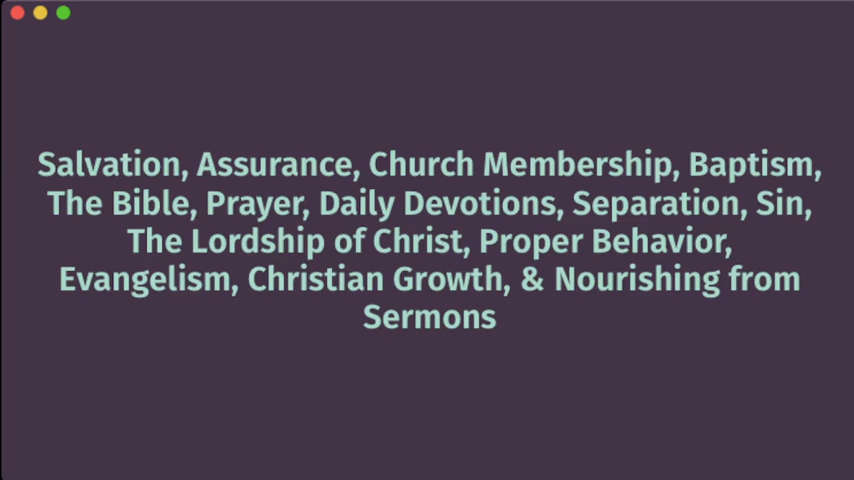 Salvation, Assurance, Church Membership, Baptism,
The Bible, Prayer, Daily Devotions, Separation, Sin,
The Lordship of Christ, Proper Behavior,
Evangelism, Christian Growth, & Nourishing from
Sermons